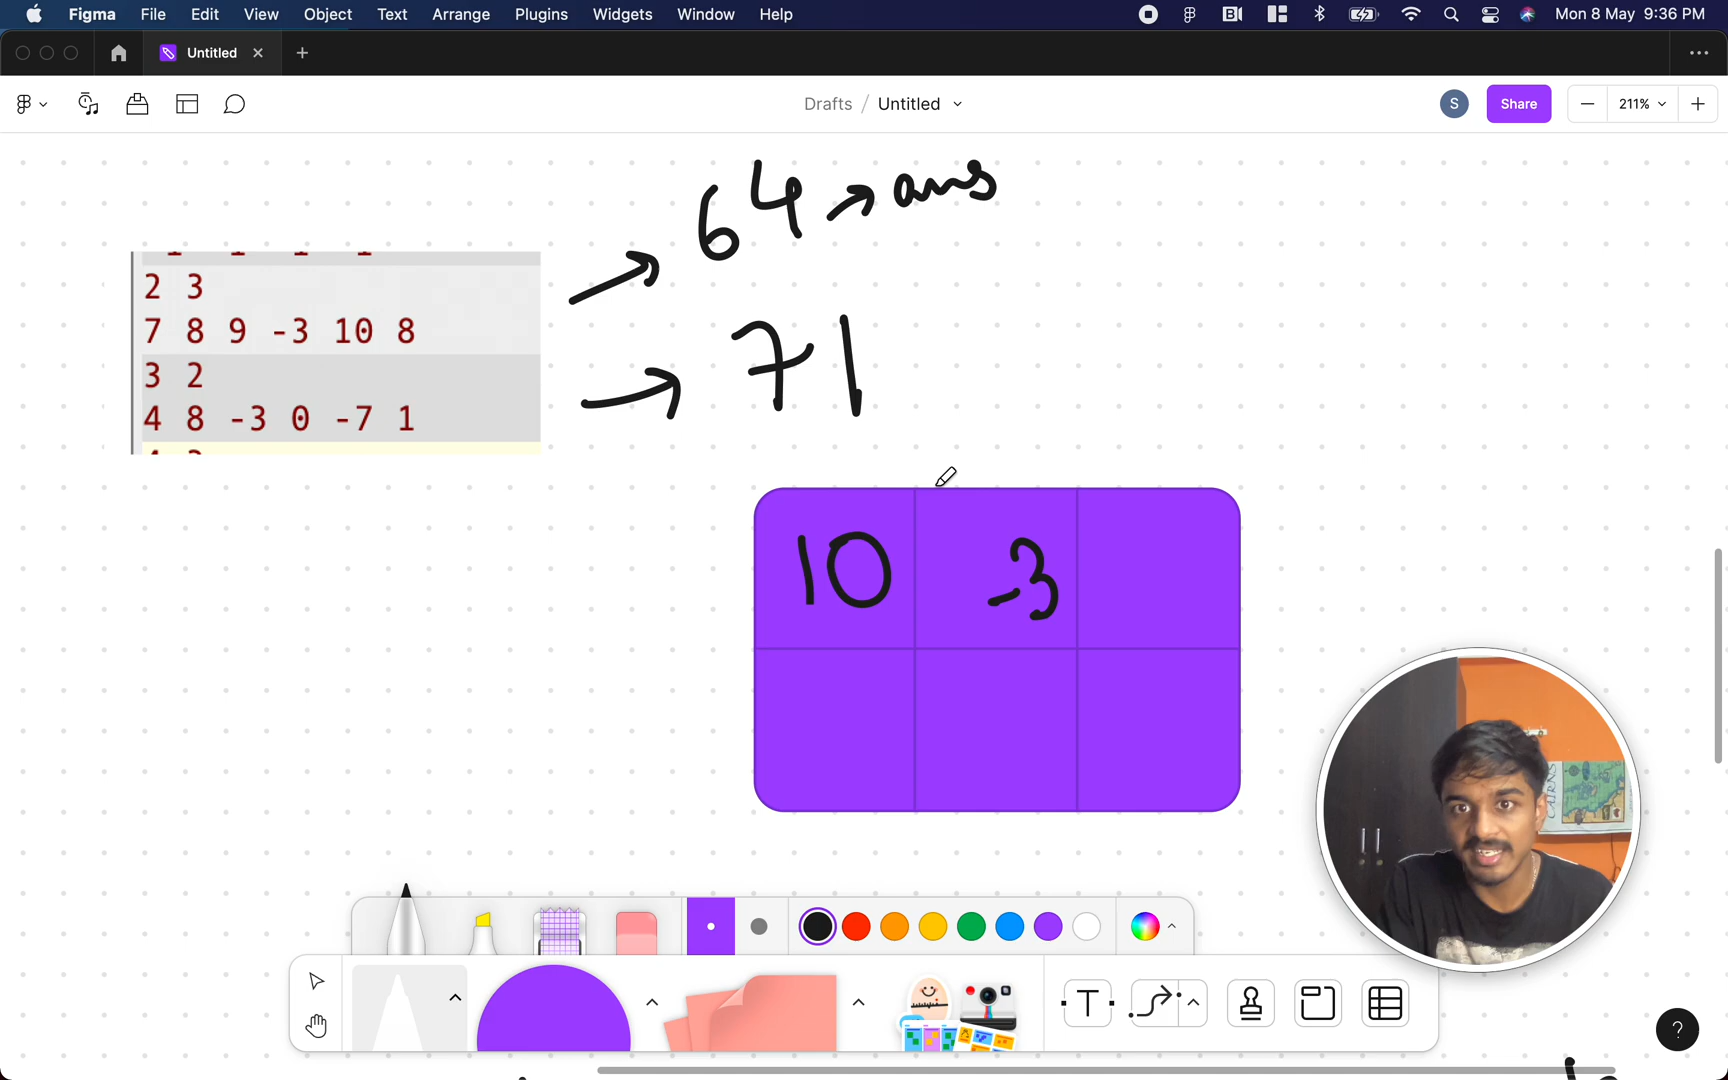 Figma File Edit View Object Text Arrange Plugins Widgets Window Help Mon 8 May 9:36 PM
Untitled
Drafts / Untitled
S Share 211%
64 → ans
2 3
7 8 9 -3 10 8
3 2
4 8 -3 0 -7 1
71
10 -3
CAIRNS
T
?